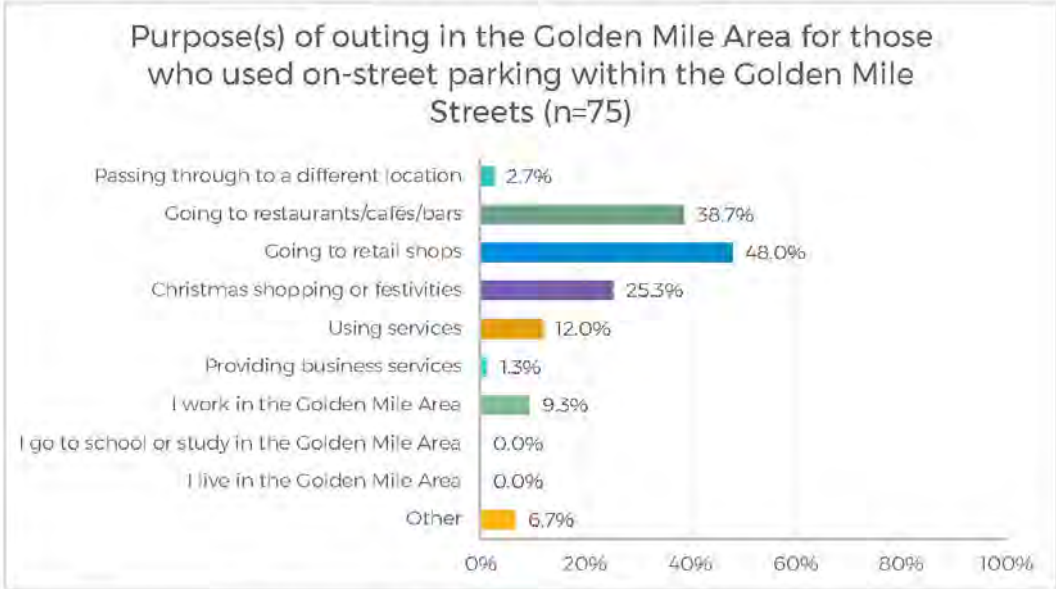 Purpose(s) of outing in the Golden Mile Area for those
who used on-street parking within the Golden Mile
Streets (n=75)
Passing through to a different location 2.7%
Going to restaurants/cafés/bars 38.7%
Going to retail shops 48.0%
Christmas shopping or festivities 25.3%
Using services 12.0%
Providing business services 1.3%
I work in the Golden Mile Area 9.3%
I go to school or study in the Golden Mile Area 0.0%
I live in the Golden Mile Area 0.0%
Other 6.7%
0% 20% 40% 60% 80% 100%